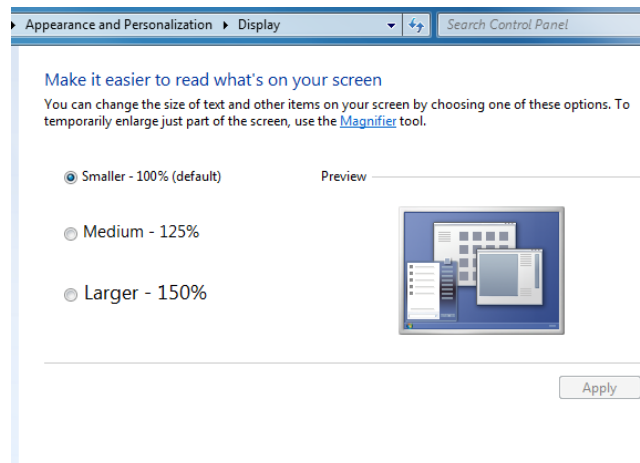 Appearance and Personalization ▸ Display
Search Control Panel
Make it easier to read what's on your screen
You can change the size of text and other items on your screen by choosing one of these options. To
temporarily enlarge just part of the screen, use the Magnifier tool.
Smaller - 100% (default)
Preview
Medium - 125%
Larger - 150%
Apply